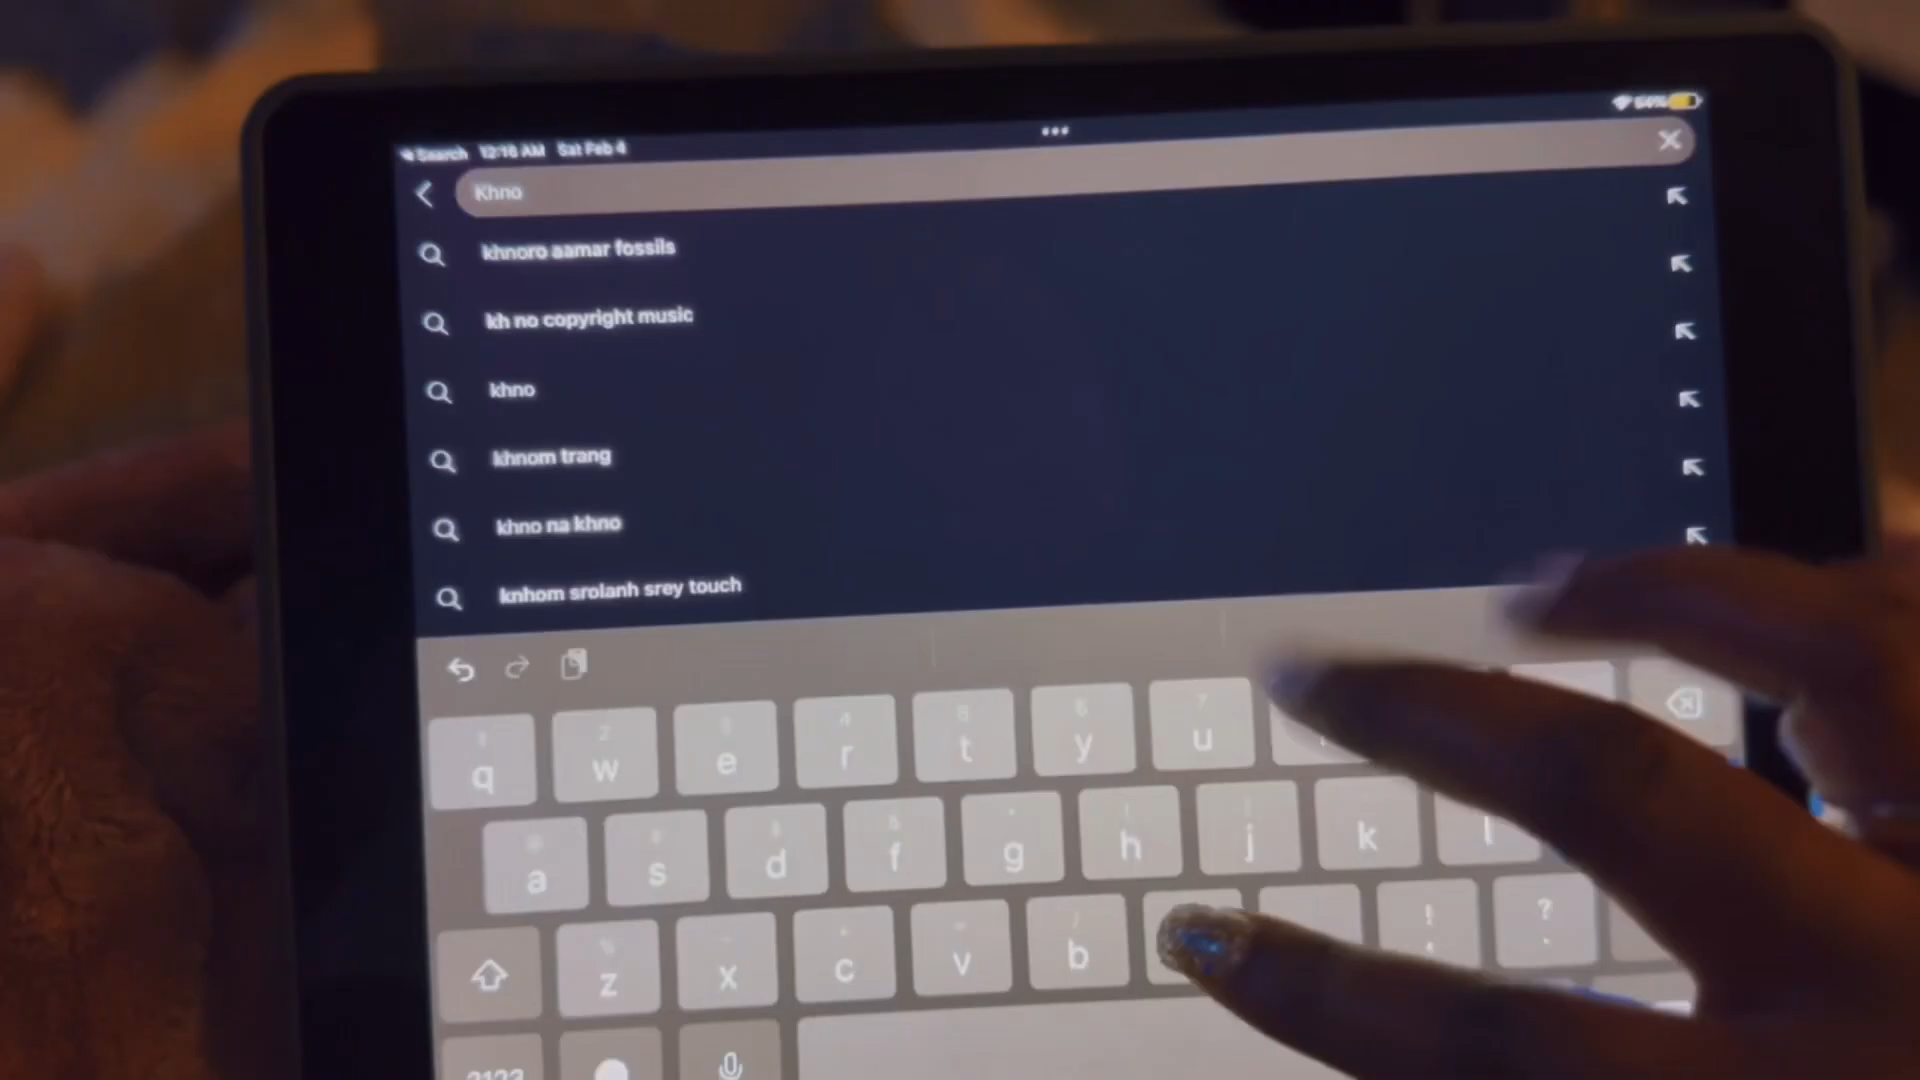 Search 12:16 AM Sat Feb 4
Khno
khnoro aamar fossils
kh no copyright music
khno
khnom trang
khno na khno
knhom srolanh srey touch
q w e r t y u
a s d f g h j k l
z x c v b ! ?